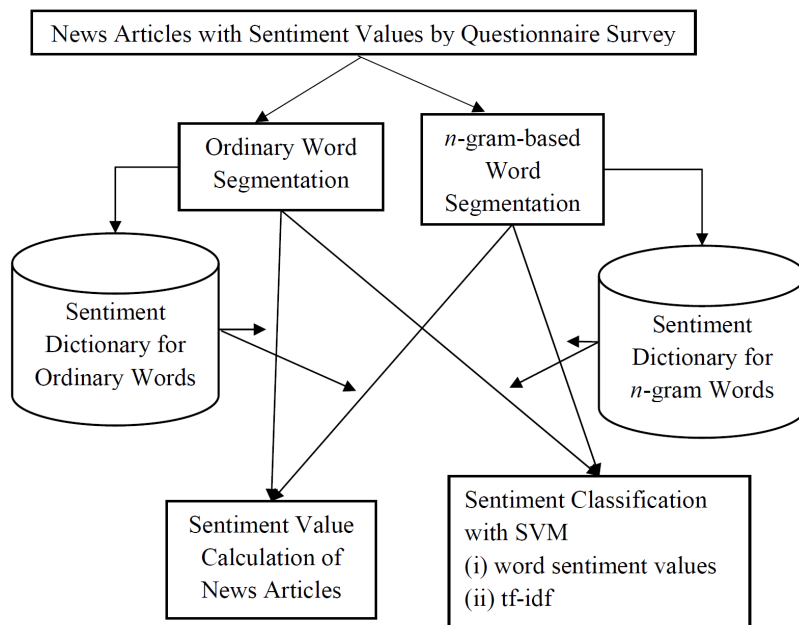 News Articles with Sentiment Values by Questionnaire Survey
Ordinary Word
Segmentation
n-gram-based
Word
Segmentation
Sentiment
Dictionary for
Ordinary Words
Sentiment
Dictionary for
n-gram Words
Sentiment Value
Calculation of
News Articles
Sentiment Classification
with SVM
(i) word sentiment values
(ii) tf-idf